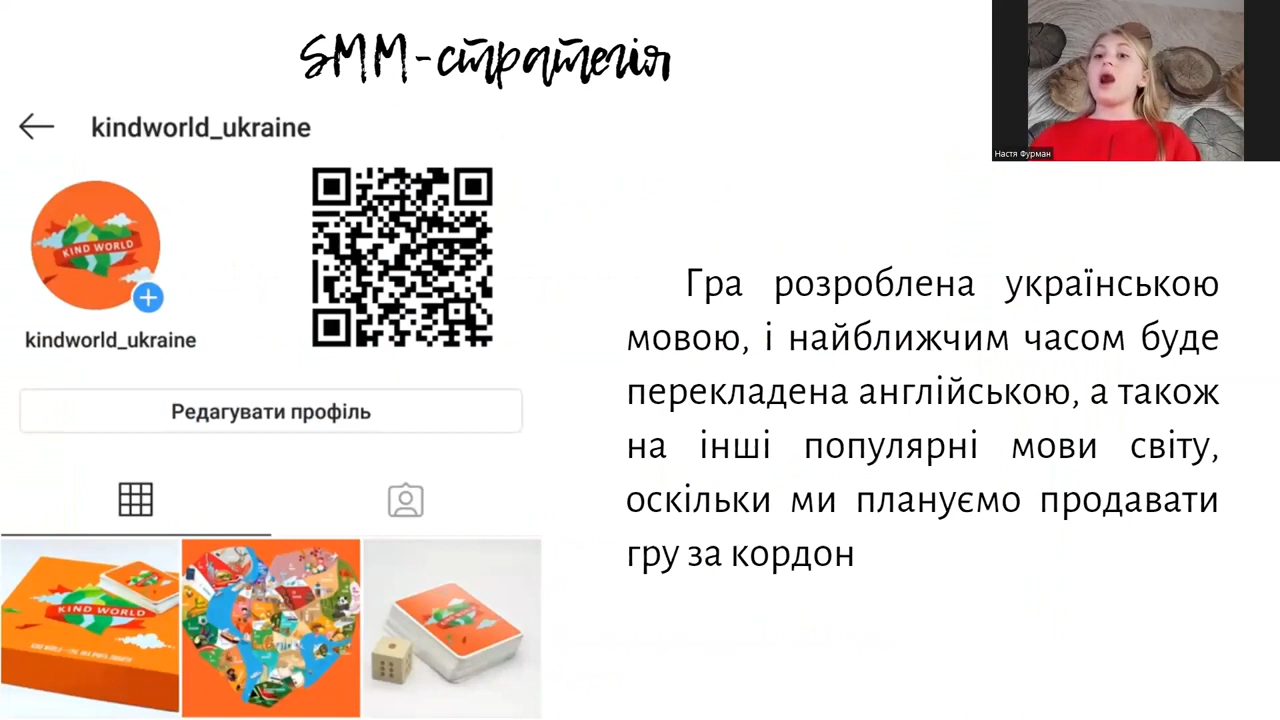 SMM-стратегія
kindworld_ukraine
Настя Фурман
KIND WORLD
kindworld_ukraine
Редагувати профіль
Гра розроблена українською
мовою, і найближчим часом буде
перекладена англійською, а також
на інші популярні мови світу,
оскільки ми плануємо продавати
гру за кордон
KIND WORLD